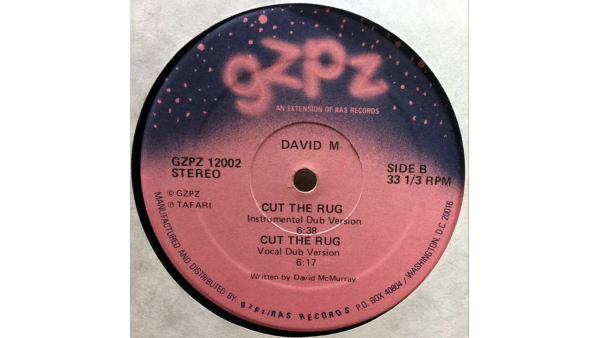 gzpz
AN EXTENSION OF RAS RECORDS
DAVID M
GZPZ 12002
STEREO
SIDE B
33 1/3 RPM
© GZPZ
℗ TAFARI
CUT THE RUG
Instrumental Dub Version
6:38
CUT THE RUG
Vocal Dub Version
6:17
Written by David McMurray
MANUFACTURED AND DISTRIBUTED BY gzpz/RAS RECORDS P.O. BOX 40804 / WASHINGTON, D.C. 20016